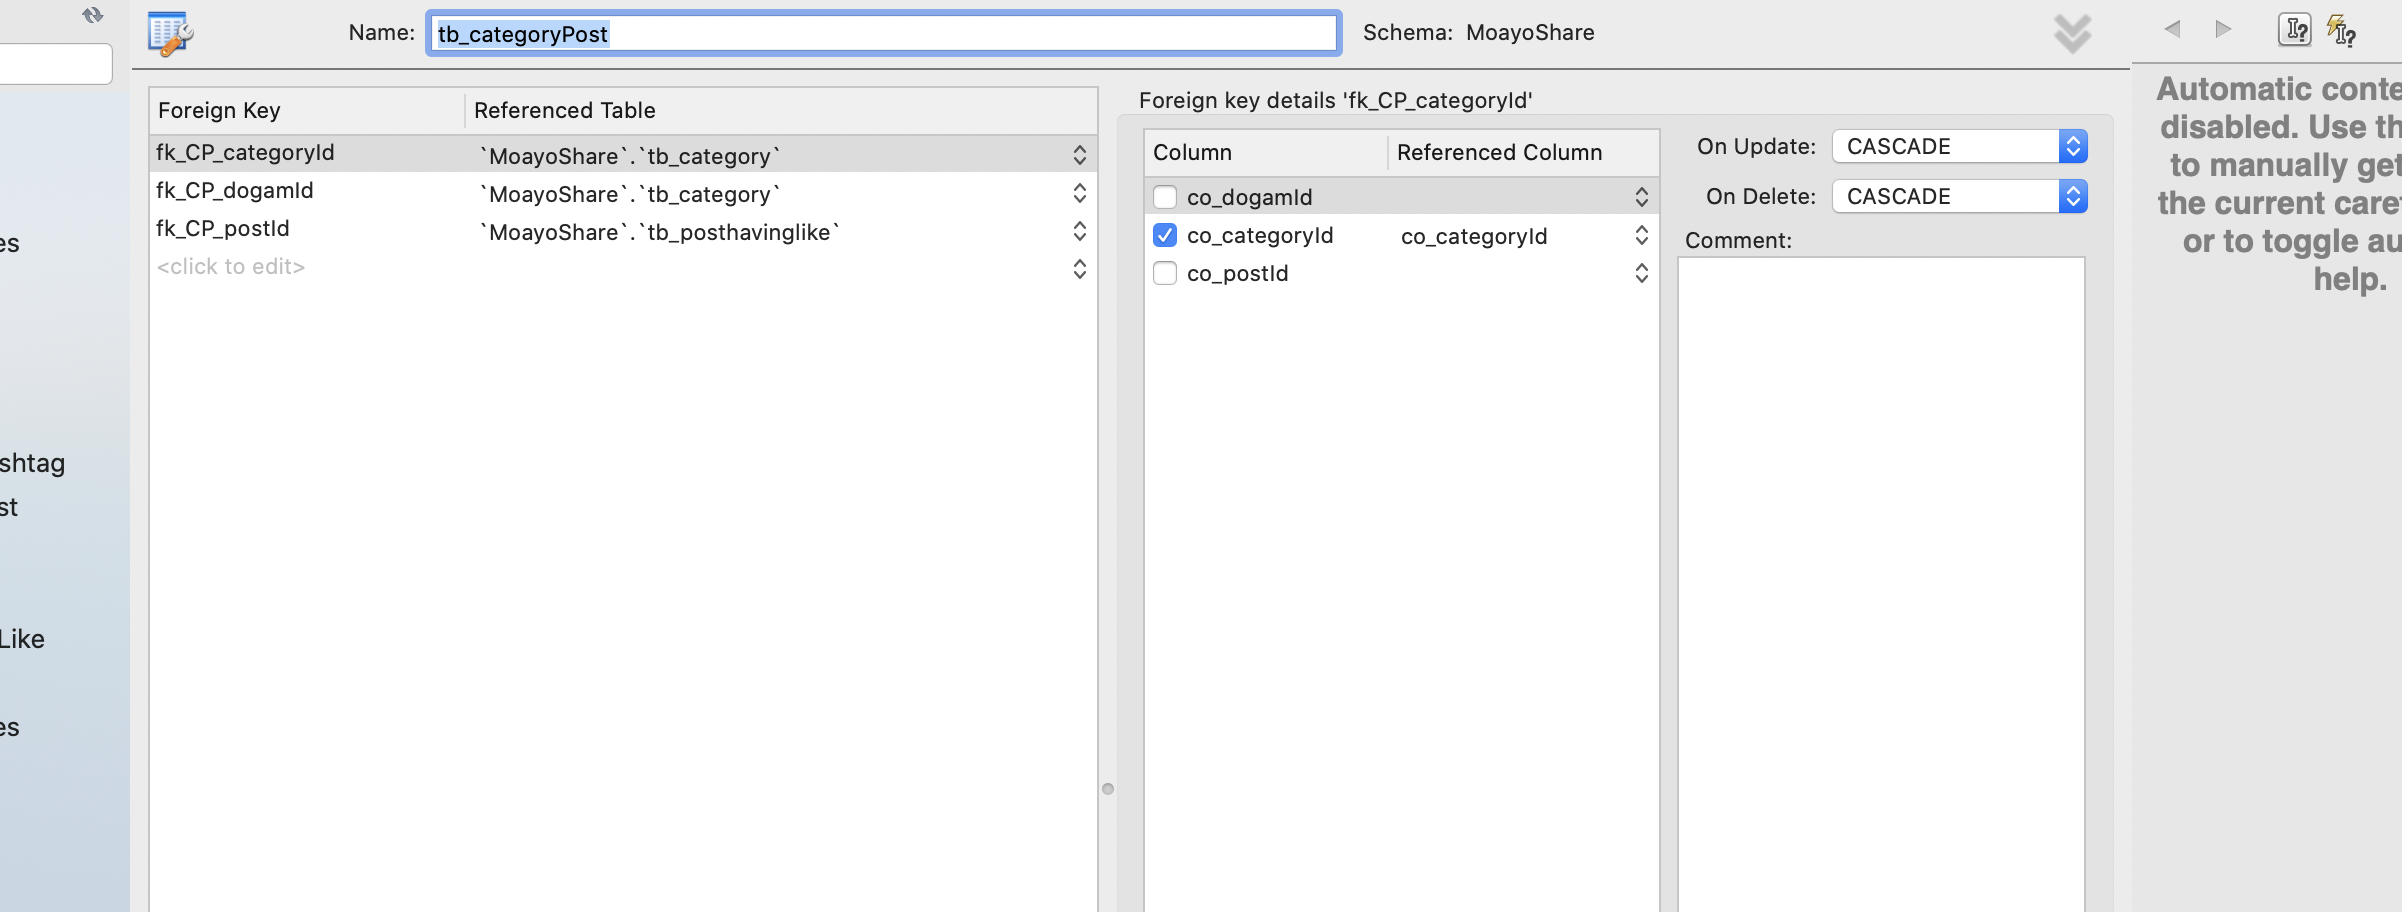 Name: tb_categoryPost Schema: MoayoShare
Foreign Key Referenced Table
fk_CP_categoryId `MoayoShare`.`tb_category`
fk_CP_dogamId `MoayoShare`.`tb_category`
fk_CP_postId `MoayoShare`.`tb_posthavinglike`
<click to edit>
Foreign key details 'fk_CP_categoryId'
Column Referenced Column
co_dogamId
co_categoryId co_categoryId
co_postId
On Update: CASCADE
On Delete: CASCADE
Comment:
Automatic conte
disabled. Use th
to manually get
the current care
or to toggle au
help.
es
shtag
st
Like
es